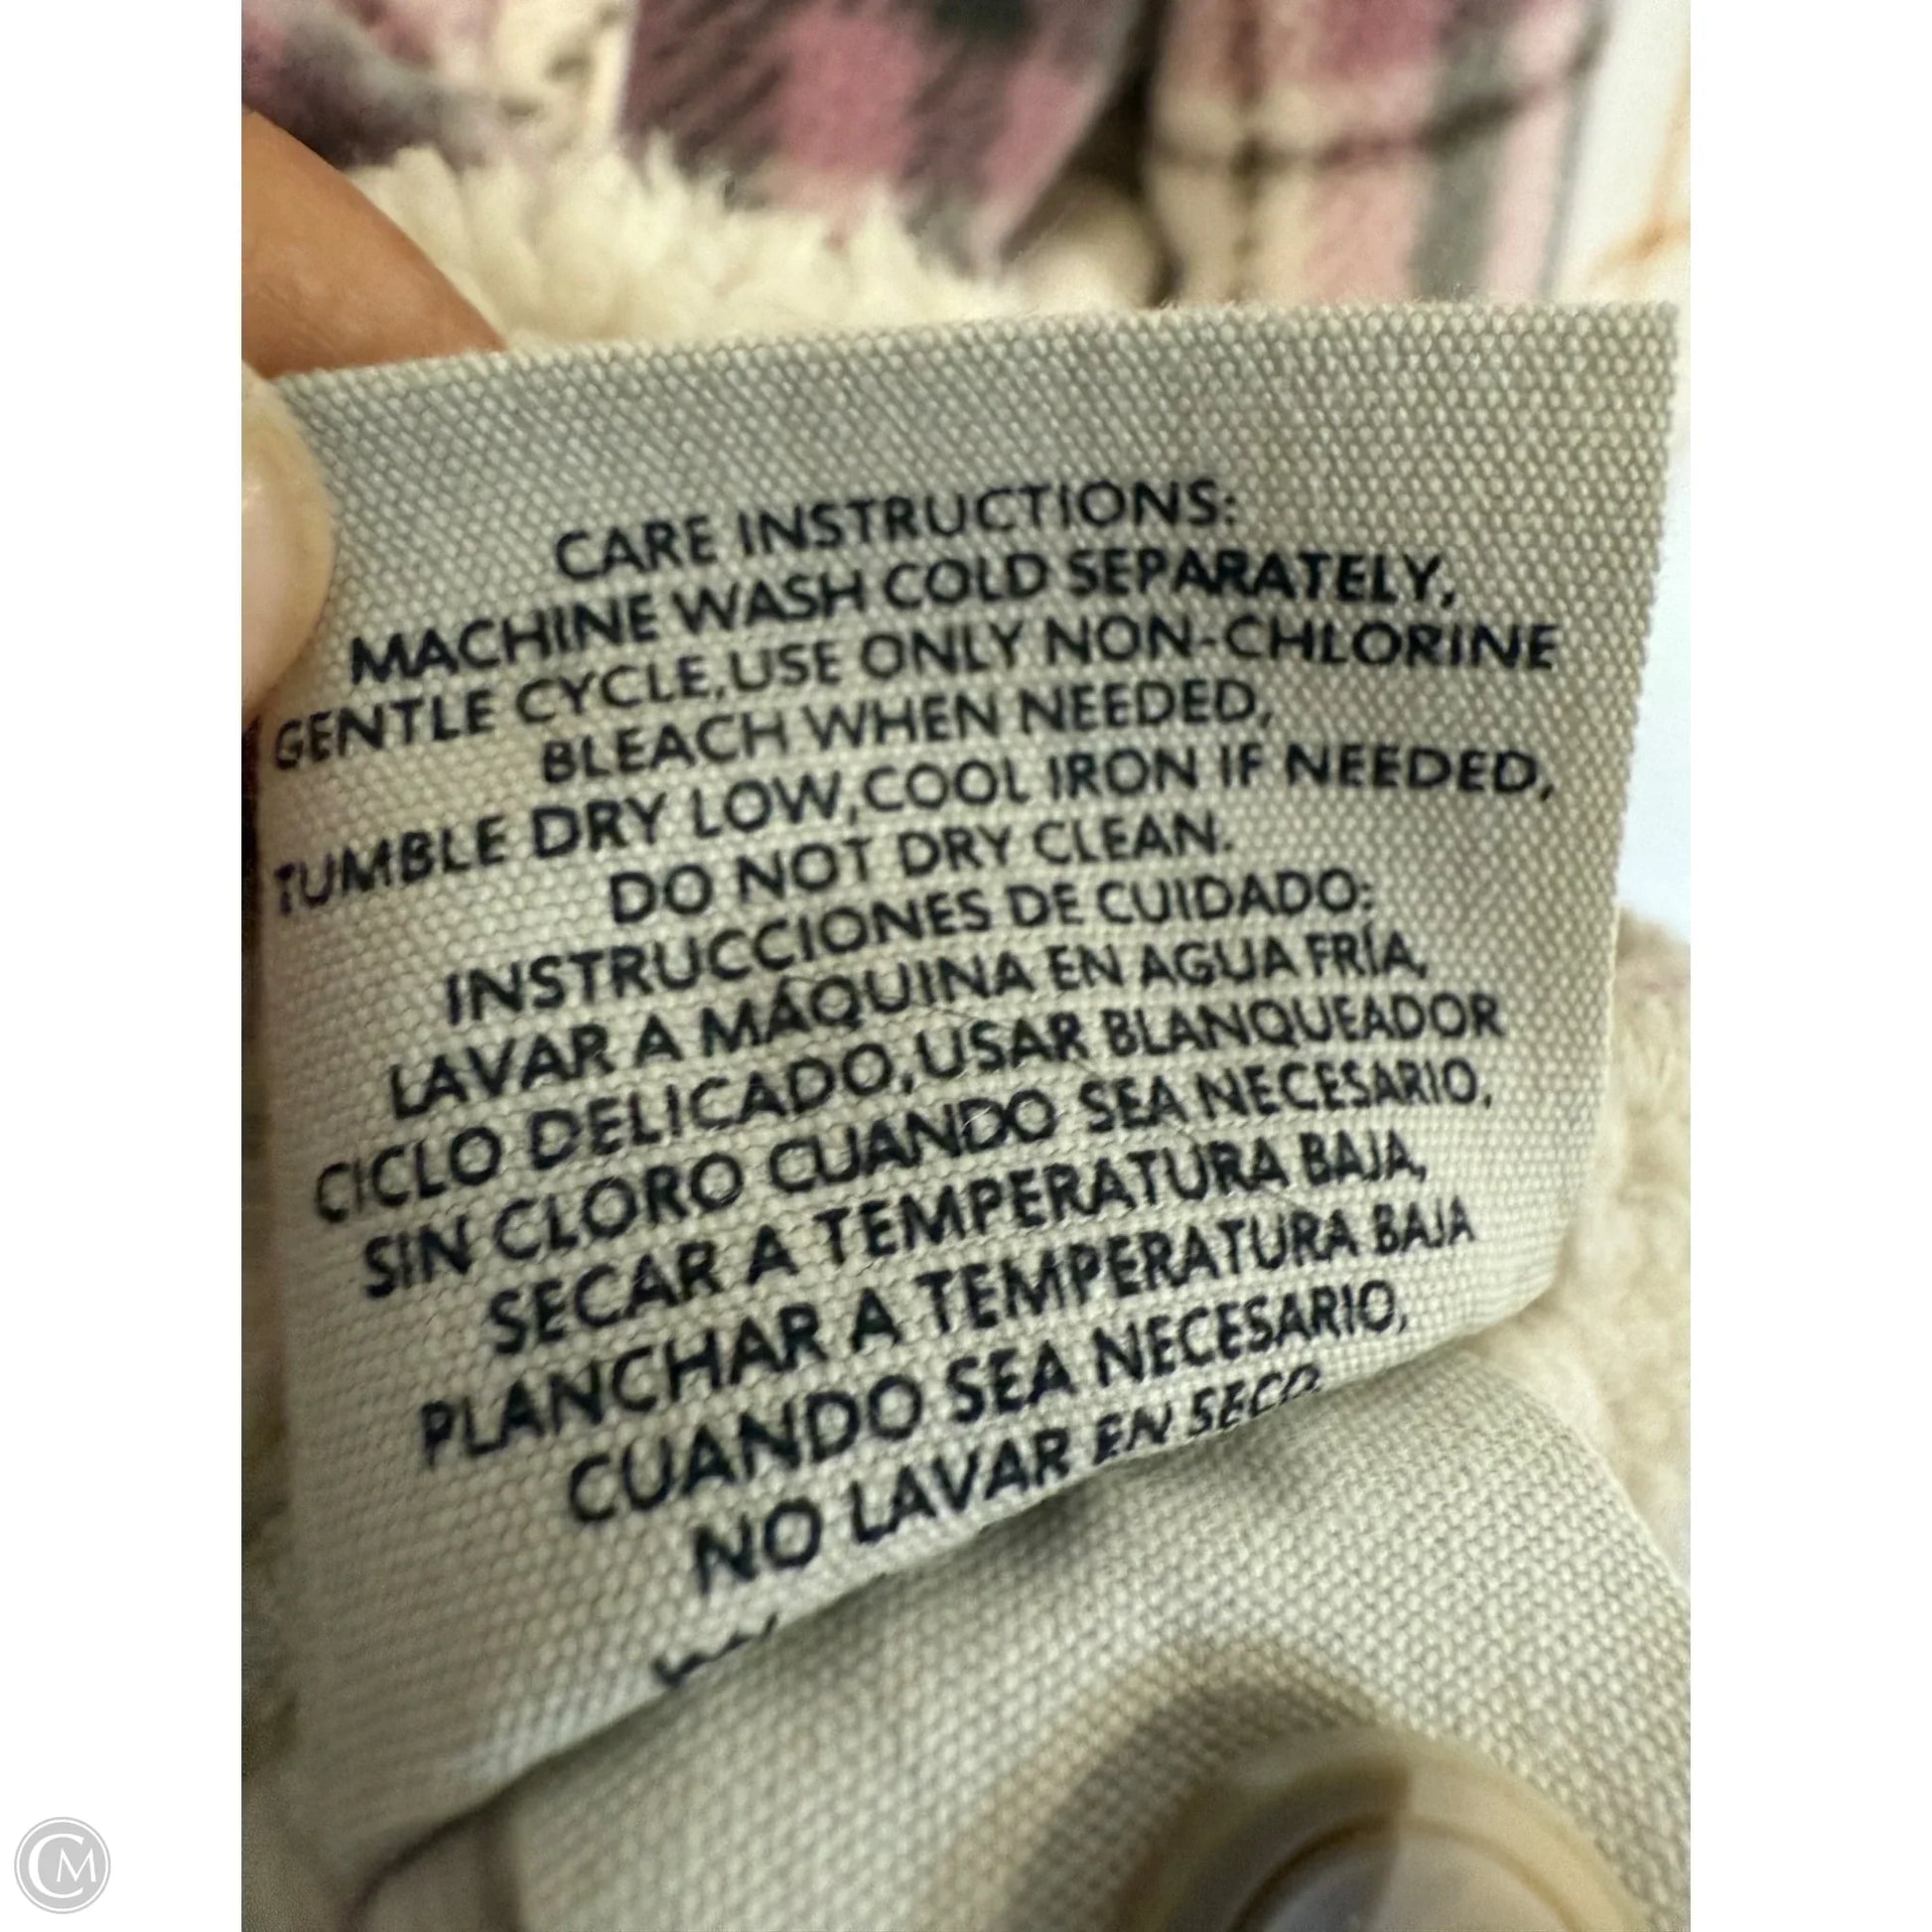 CARE INSTRUCTIONS:
MACHINE WASH COLD SEPARATELY,
GENTLE CYCLE,USE ONLY NON-CHLORINE
BLEACH WHEN NEEDED,
TUMBLE DRY LOW,COOL IRON IF NEEDED,
DO NOT DRY CLEAN.
INSTRUCCIONES DE CUIDADO:
LAVAR A MÁQUINA EN AGUA FRÍA,
CICLO DELICADO,USAR BLANQUEADOR
SIN CLORO CUANDO SEA NECESARIO,
SECAR A TEMPERATURA BAJA,
PLANCHAR A TEMPERATURA BAJA
CUANDO SEA NECESARIO,
NO LAVAR EN SECO
CM